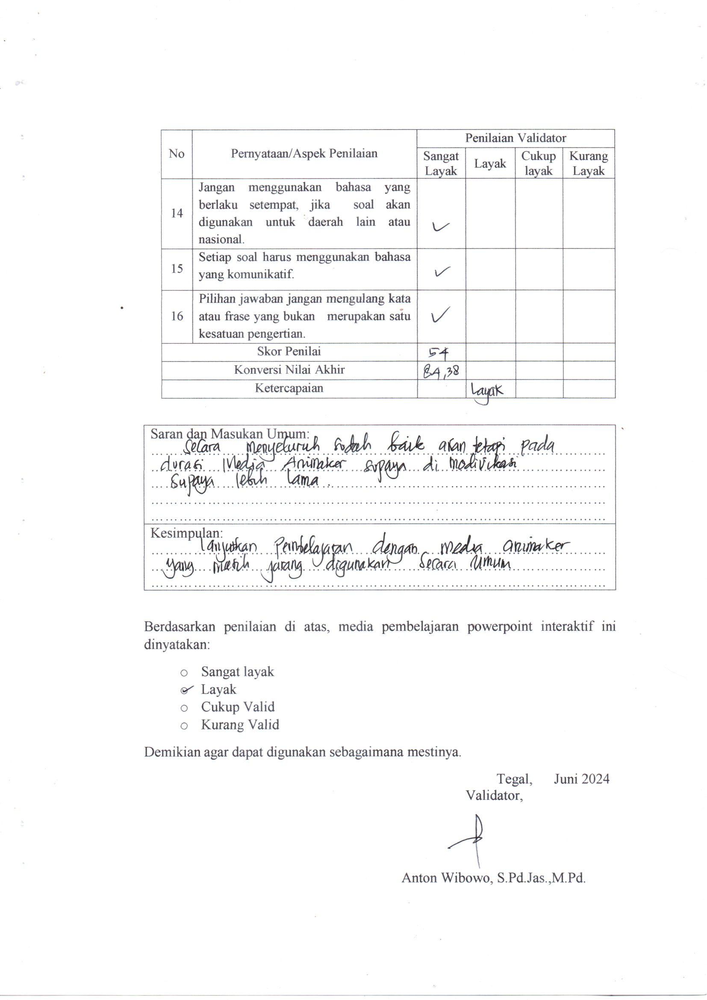 No Pernyataan/Aspek Penilaian Penilaian Validator
Sangat Layak Layak Cukup layak Kurang Layak
14 Jangan menggunakan bahasa yang
berlaku setempat, jika soal akan
digunakan untuk daerah lain atau
nasional.
15 Setiap soal harus menggunakan bahasa
yang komunikatif.
16 Pilihan jawaban jangan mengulang kata
atau frase yang bukan merupakan satu
kesatuan pengertian.
Skor Penilai 54
Konversi Nilai Akhir 84,38
Ketercapaian Layak
Saran dan Masukan Umum:
Secara menyeluruh sudah baik akan tetapi pada
durasi Media Animaker supaya di modivikasi
supaya lebih lama.
Kesimpulan:
Lanjutkan Pembelajaran dengan media animaker
yang masih jarang digunakan secara umum
Berdasarkan penilaian di atas, media pembelajaran powerpoint interaktif ini
dinyatakan:
Sangat layak
Layak
Cukup Valid
Kurang Valid
Demikian agar dapat digunakan sebagaimana mestinya.
Tegal, Juni 2024
Validator,
Anton Wibowo, S.Pd.Jas.,M.Pd.